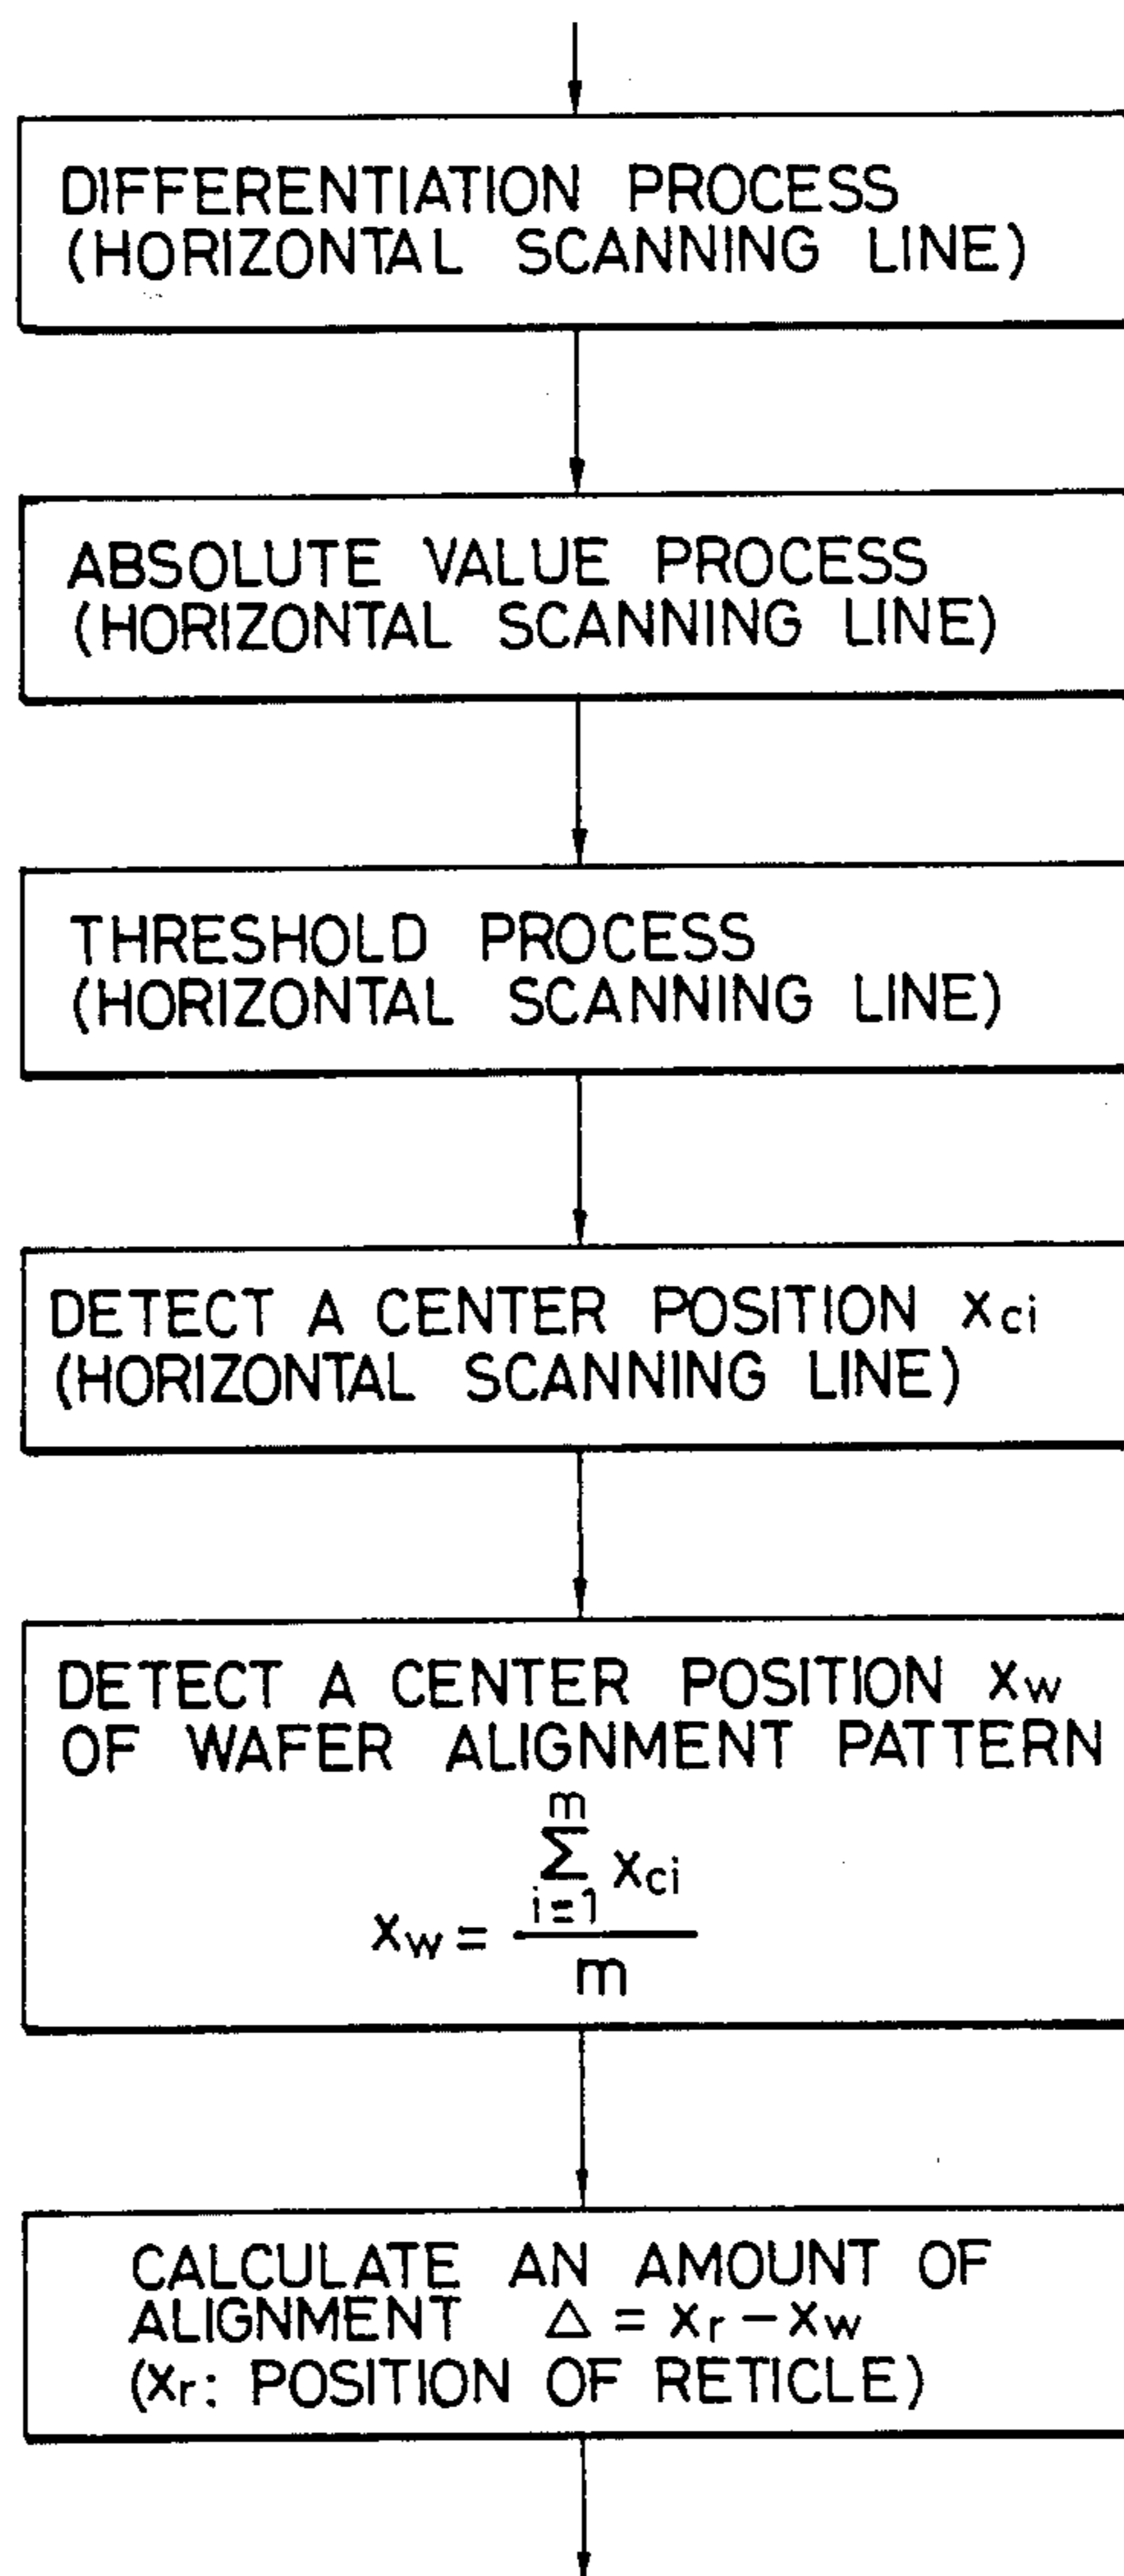 DIFFERENTIATION PROCESS
(HORIZONTAL SCANNING LINE)
ABSOLUTE VALUE PROCESS
(HORIZONTAL SCANNING LINE)
THRESHOLD PROCESS
(HORIZONTAL SCANNING LINE)
DETECT A CENTER POSITION xci
(HORIZONTAL SCANNING LINE)
DETECT A CENTER POSITION xw
OF WAFER ALIGNMENT PATTERN
m
Σ xci
i=1
xw =
m
CALCULATE AN AMOUNT OF
ALIGNMENT △ = xr − xw
(xr: POSITION OF RETICLE)